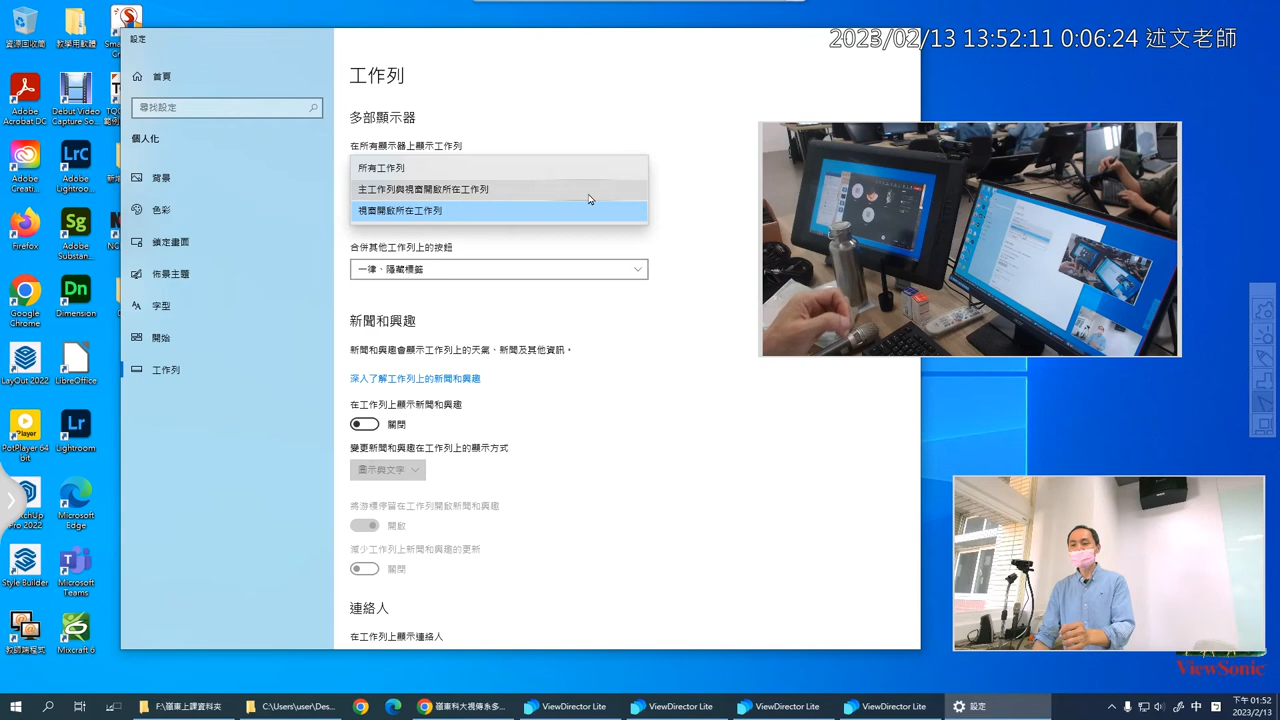 2023/02/13 13:52:11 0:06:24 述文老師
資源回收筒
教學用軟體
Adobe Acrobat DC
Debut Video Capture So...
Adobe Creati...
Adobe Lightroo...
Firefox
Adobe Substan...
Google Chrome
Dimension
LayOut 2022
LibreOffice
PotPlayer 64 bit
Lightroom
Pro 2022
Microsoft Edge
Style Builder
Microsoft Teams
教師端程式
Mixcraft 6
設定
首頁
尋找設定
個人化
背景
色彩
鎖定畫面
佈景主題
字型
開始
工作列
工作列
多部顯示器
在所有顯示器上顯示工作列
所有工作列
主工作列與視窗開啟所在工作列
視窗開啟所在工作列
合併其他工作列上的按鈕
一律、隱藏標籤
新聞和興趣
新聞和興趣會顯示工作列上的天氣、新聞及其他資訊。
深入了解工作列上的新聞和興趣
在工作列上顯示新聞和興趣
關閉
變更新聞和興趣在工作列上的顯示方式
圖示與文字
將游標停留在工作列開啟新聞和興趣
開啟
減少工作列上新聞和興趣的更新
關閉
連絡人
在工作列上顯示連絡人
ViewSonic
F:\嶺東上課資料夾
C:\Users\user\Des...
嶺東科大視傳系多...
ViewDirector Lite
ViewDirector Lite
ViewDirector Lite
ViewDirector Lite
設定
中
下午 01:52
2023/2/13